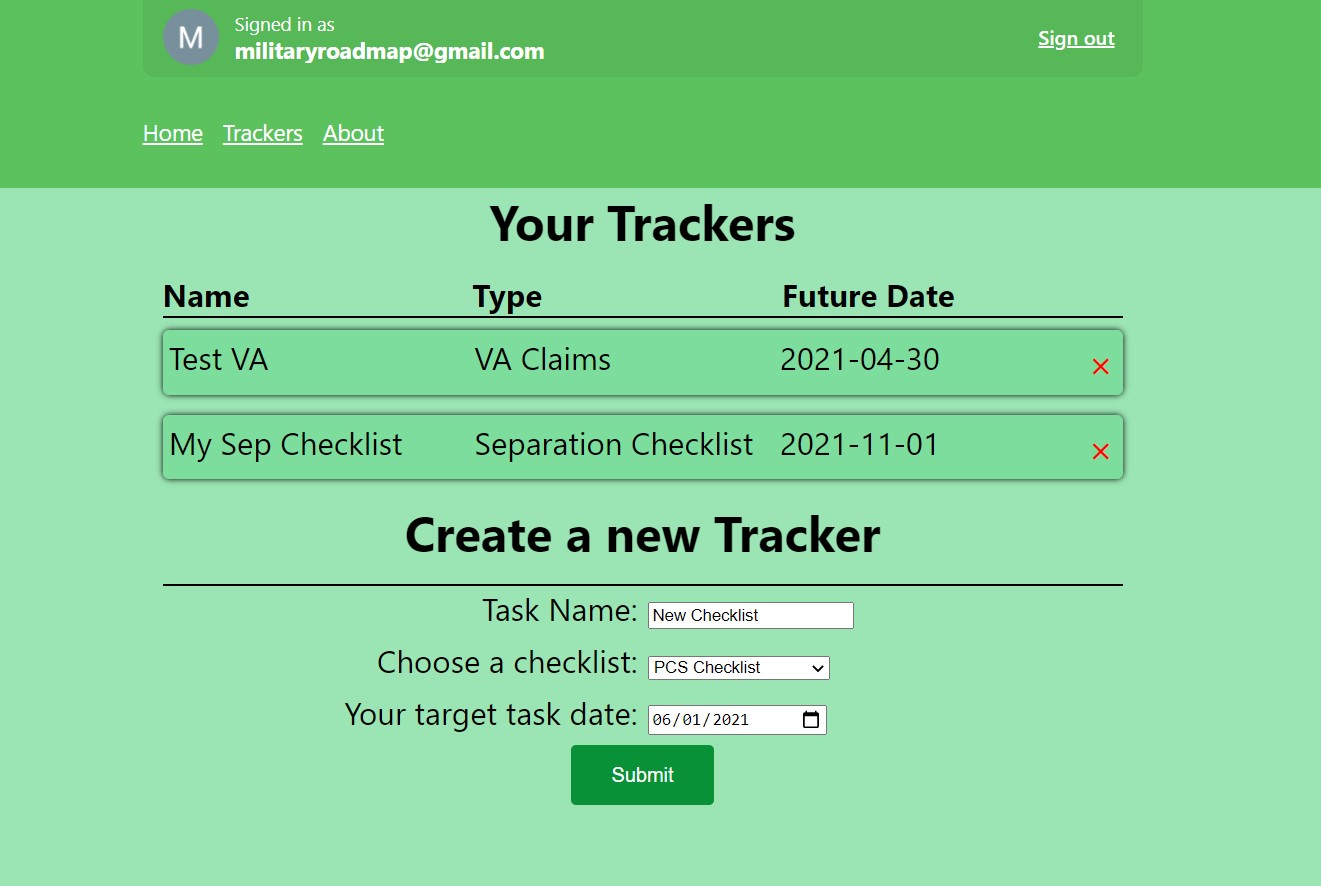 M
Signed in as
militaryroadmap@gmail.com
Sign out
Home Trackers About
Your Trackers
Name Type Future Date
Test VA VA Claims 2021-04-30
My Sep Checklist Separation Checklist 2021-11-01
Create a new Tracker
Task Name: New Checklist
Choose a checklist: PCS Checklist
Your target task date: 06/01/2021
Submit